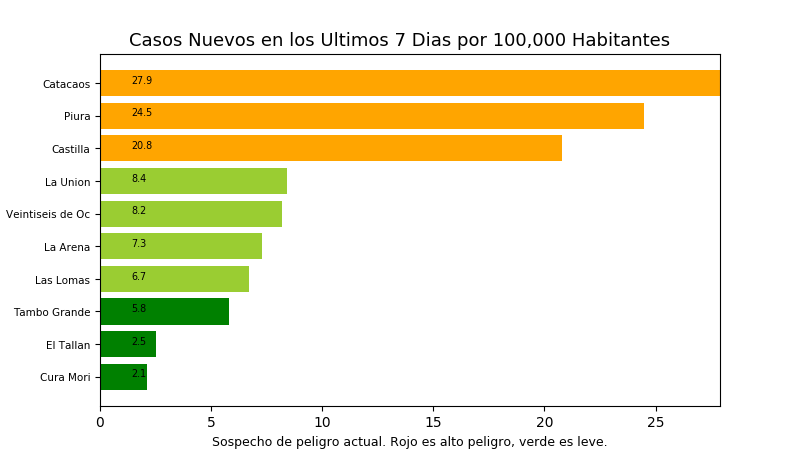 Casos Nuevos en los Ultimos 7 Dias por 100,000 Habitantes
Catacaos 27.9
Piura 24.5
Castilla 20.8
La Union 8.4
Veintiseis de Oc 8.2
La Arena 7.3
Las Lomas 6.7
Tambo Grande 5.8
El Tallan 2.5
Cura Mori 2.1
0 5 10 15 20 25
Sospecho de peligro actual. Rojo es alto peligro, verde es leve.